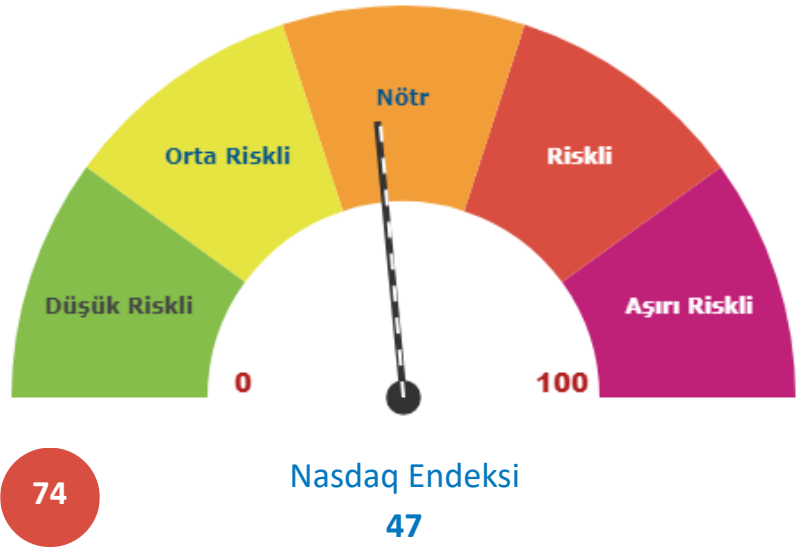 Nötr
Orta Riskli
Riskli
Düşük Riskli
Aşırı Riskli
0
100
74
Nasdaq Endeksi
47